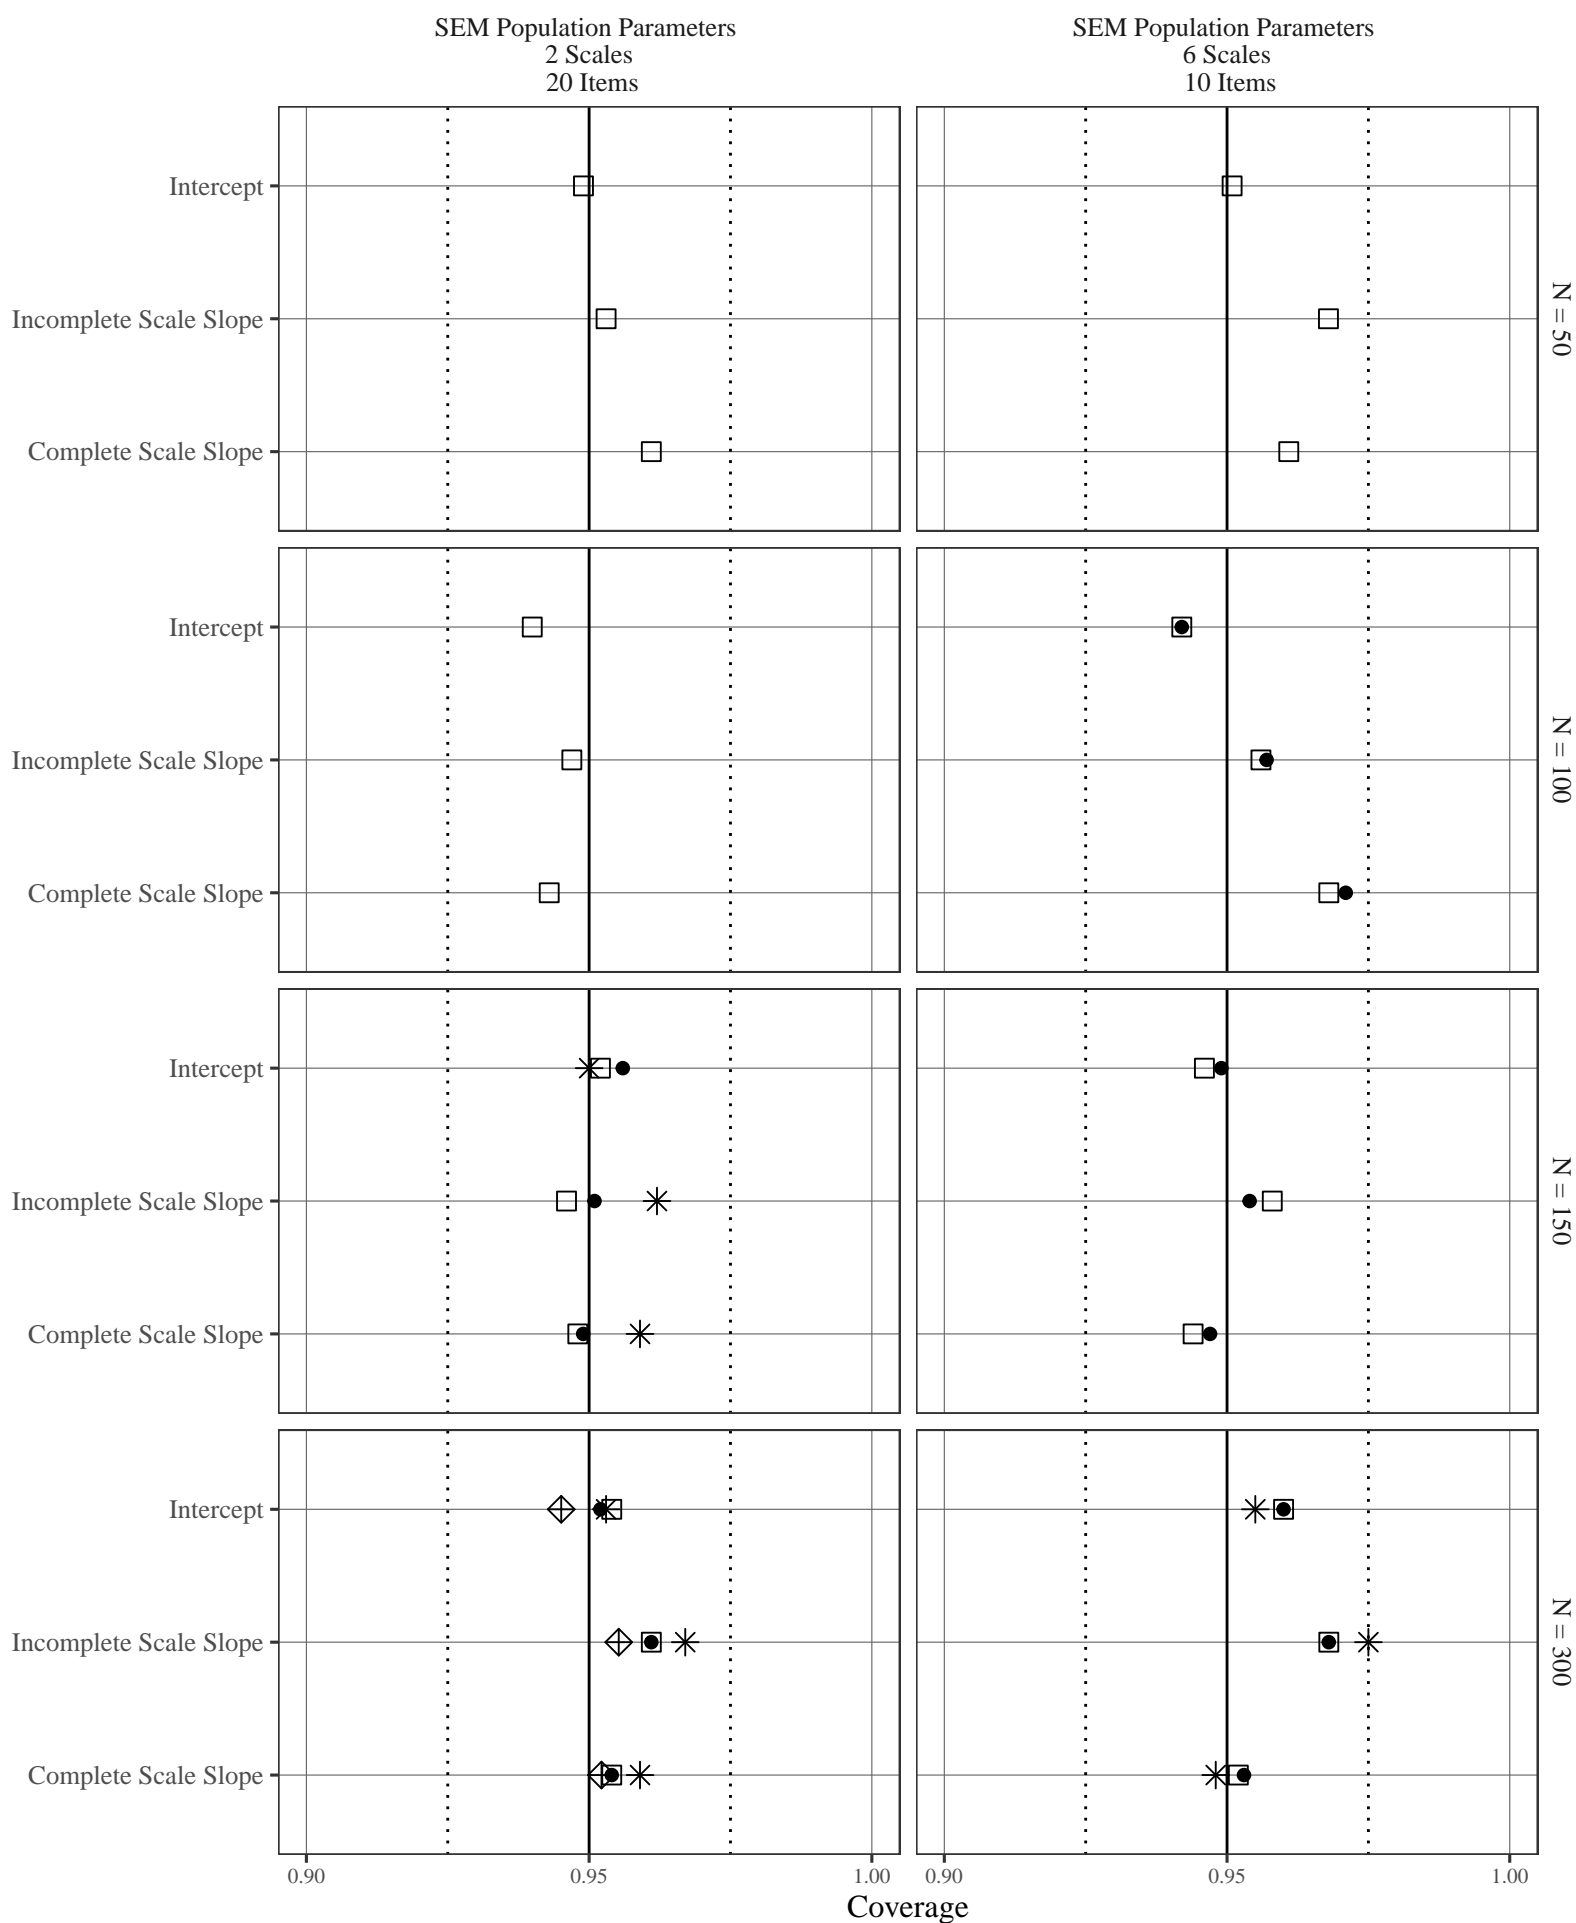 SEM Population Parameters
2 Scales
20 Items
SEM Population Parameters
6 Scales
10 Items
Intercept
Incomplete Scale Slope
Complete Scale Slope
N = 50
Intercept
Incomplete Scale Slope
Complete Scale Slope
N = 100
Intercept
Incomplete Scale Slope
Complete Scale Slope
N = 150
Intercept
Incomplete Scale Slope
Complete Scale Slope
N = 300
0.90 0.95 1.00 0.90 0.95 1.00
Coverage